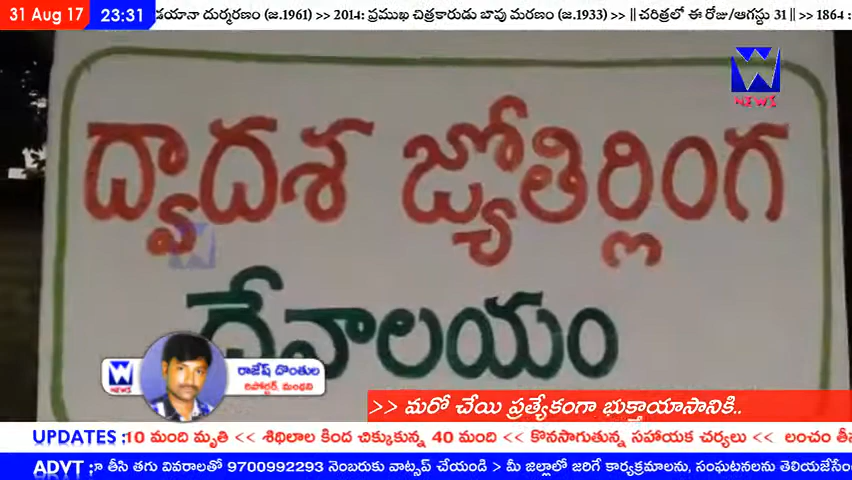 31 Aug 17
23:31
డయానా దుర్మరణం (జ.1961) >> 2014: ప్రముఖ చిత్రకారుడు బాపు మరణం (జ.1933) >> || చరిత్రలో ఈ రోజు/ఆగస్టు 31 || >> 1864 :
W
NEWS
ద్వాదశ జ్యోతిర్లింగ
దేవాలయం
W
NEWS
రాజేష్ దొంతుల
రిపోర్టర్, మంథని
>> మరో చేయి ప్రత్యేకంగా భుక్తాయాసానికి..
UPDATES : 10 మంది మృతి << శిథిలాల కింద చిక్కుకున్న 40 మంది << కొనసాగుతున్న సహాయక చర్యలు << లంచం
ADVT : తీసి తగు వివరాలతో 9700992293 నెంబరుకు వాట్సప్ చేయండి > మీ జిల్లాలో జరిగే కార్యక్రమాలను, సంఘటనలను